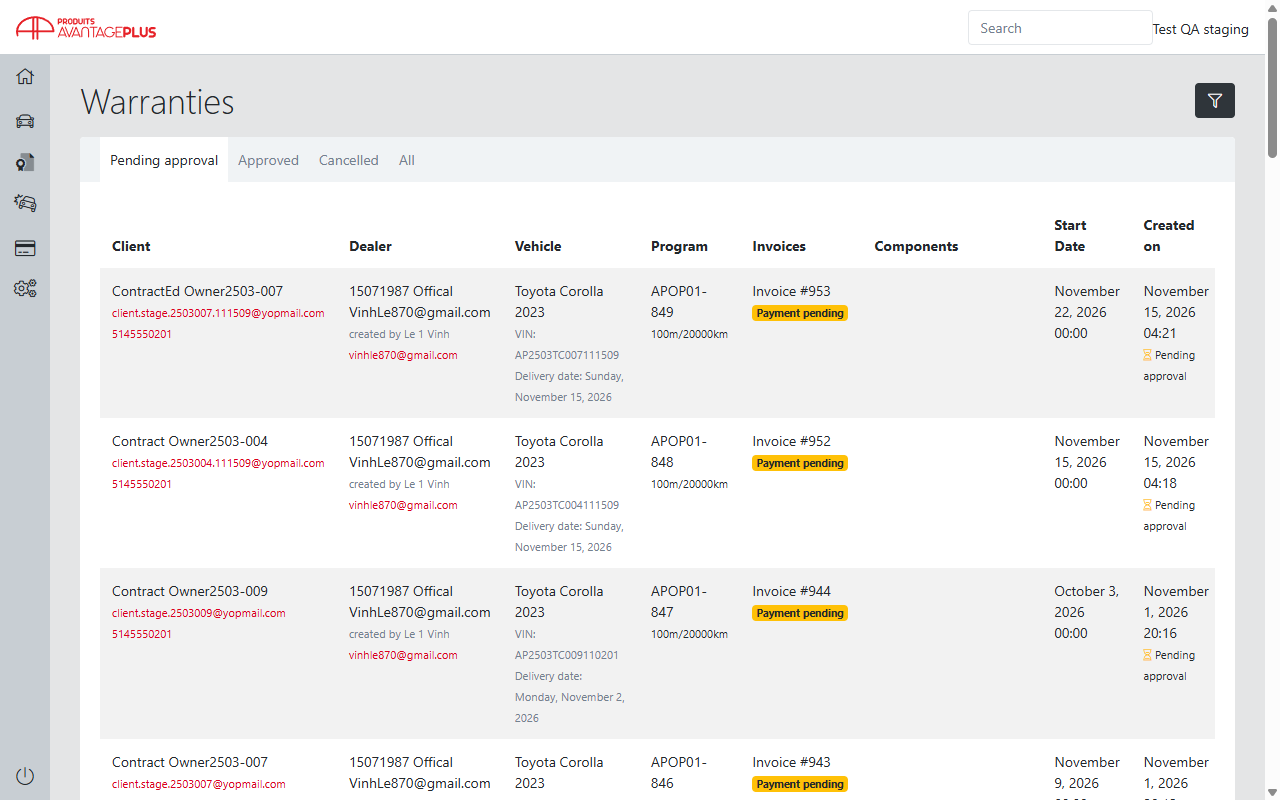 PRODUITS
AVANTAGEPLUS
Search
Test QA staging
Warranties
Pending approval
Approved
Cancelled
All
Client
Dealer
Vehicle
Program
Invoices
Components
Start
Date
Created
on
ContractEd Owner2503-007
client.stage.2503007.111509@yopmail.com
5145550201
15071987 Offical
VinhLe870@gmail.com
created by Le 1 Vinh
vinhle870@gmail.com
Toyota Corolla
2023
VIN:
AP2503TC007111509
Delivery date: Sunday,
November 15, 2026
APOP01-
849
100m/20000km
Invoice #953
Payment pending
November
22, 2026
00:00
November
15, 2026
04:21
Pending
approval
Contract Owner2503-004
client.stage.2503004.111509@yopmail.com
5145550201
15071987 Offical
VinhLe870@gmail.com
created by Le 1 Vinh
vinhle870@gmail.com
Toyota Corolla
2023
VIN:
AP2503TC004111509
Delivery date: Sunday,
November 15, 2026
APOP01-
848
100m/20000km
Invoice #952
Payment pending
November
15, 2026
00:00
November
15, 2026
04:18
Pending
approval
Contract Owner2503-009
client.stage.2503009@yopmail.com
5145550201
15071987 Offical
VinhLe870@gmail.com
created by Le 1 Vinh
vinhle870@gmail.com
Toyota Corolla
2023
VIN:
AP2503TC009110201
Delivery date:
Monday, November 2,
2026
APOP01-
847
100m/20000km
Invoice #944
Payment pending
October 3,
2026
00:00
November
1, 2026
20:16
Pending
approval
Contract Owner2503-007
client.stage.2503007@yopmail.com
15071987 Offical
VinhLe870@gmail.com
Toyota Corolla
2023
APOP01-
846
Invoice #943
Payment pending
November
9, 2026
November
1, 2026